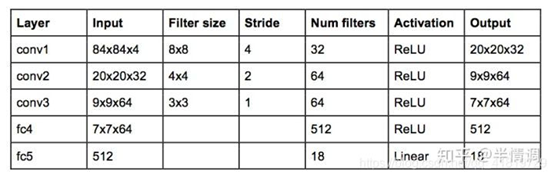 Layer Input Filter size Stride Num filters Activation Output
conv1 84x84x4 8x8 4 32 ReLU 20x20x32
conv2 20x20x32 4x4 2 64 ReLU 9x9x64
conv3 9x9x64 3x3 1 64 ReLU 7x7x64
fc4 7x7x64 512 ReLU 512
fc5 512 18 Linear 18
知乎 @半情调